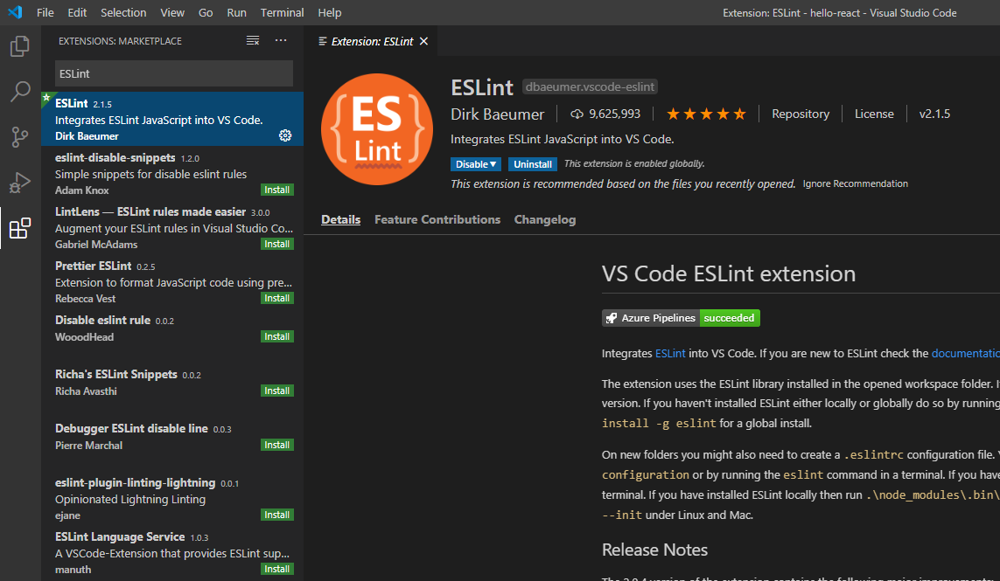 File Edit Selection View Go Run Terminal Help
Extension: ESLint - hello-react - Visual Studio Code
EXTENSIONS: MARKETPLACE
ESLint
ESLint 2.1.5
Integrates ESLint JavaScript into VS Code.
Dirk Baeumer
eslint-disable-snippets 1.2.0
Simple snippets for disable eslint rules
Adam Knox
Install
LintLens — ESLint rules made easier 3.0.0
Augment your ESLint rules in Visual Studio Co...
Gabriel McAdams
Install
Prettier ESLint 0.2.5
Extension to format JavaScript code using pre...
Rebecca Vest
Install
Disable eslint rule 0.0.2
WooodHead
Install
Richa's ESLint Snippets 0.0.2
Richa Avasthi
Install
Debugger ESLint disable line 0.0.3
Pierre Marchal
Install
eslint-plugin-linting-lightning 0.0.1
Opinionated Lightning Linting
ejane
Install
ESLint Language Service 1.0.3
A VSCode-Extension that provides ESLint sup...
manuth
Install
Extension: ESLint
{ES
Lint}
ESLint dbaeumer.vscode-eslint
Dirk Baeumer 9,625,993 Repository License v2.1.5
Integrates ESLint JavaScript into VS Code.
Disable Uninstall This extension is enabled globally.
This extension is recommended based on the files you recently opened. Ignore Recommendation
Details Feature Contributions Changelog
VS Code ESLint extension
Azure Pipelines succeeded
Integrates ESLint into VS Code. If you are new to ESLint check the documentatio
The extension uses the ESLint library installed in the opened workspace folder. I
version. If you haven't installed ESLint either locally or globally do so by running
install -g eslint for a global install.
On new folders you might also need to create a .eslintrc configuration file. Y
configuration or by running the eslint command in a terminal. If you have
terminal. If you have installed ESLint locally then run .\node_modules\.bin\
--init under Linux and Mac.
Release Notes
The 2.0.4 version of the extension contains the following major improvements: